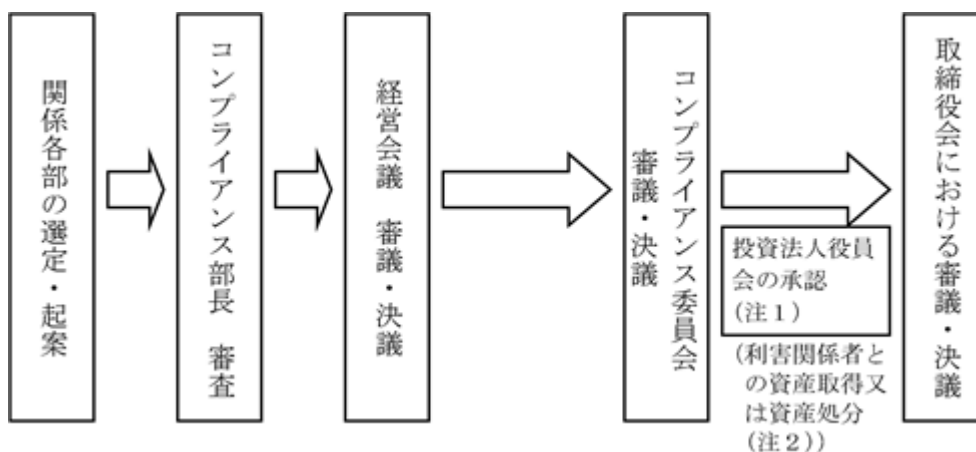 関係各部の選定・起案
コンプライアンス部長　審査
経営会議　審議・決議
コンプライアンス委員会
審議・決議
投資法人役員
会の承認
(注１)
(利害関係者と
の資産取得又
は資産処分
(注２))
取締役会における審議・決議